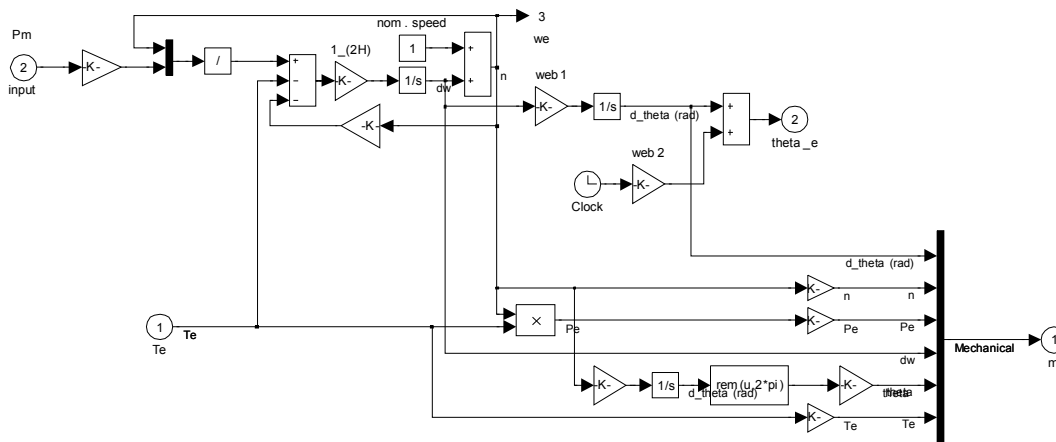 nom . speed
3
we
Pm
2
input
-K-
/
+
−
−
1_(2H)
-K-
1/s
dw
1
+
+
n
-K-
web 1
-K-
1/s
d_theta (rad)
+
+
2
theta _e
web 2
-K-
Clock
d_theta (rad)
K-
n
n
1
Te
Te
×
Pe
K-
Pe
Pe
dw
Mechanical
1
m
-K-
1/s
d_theta (rad)
rem(u,2*pi )
-K-
theta
theta
K-
Te
Te